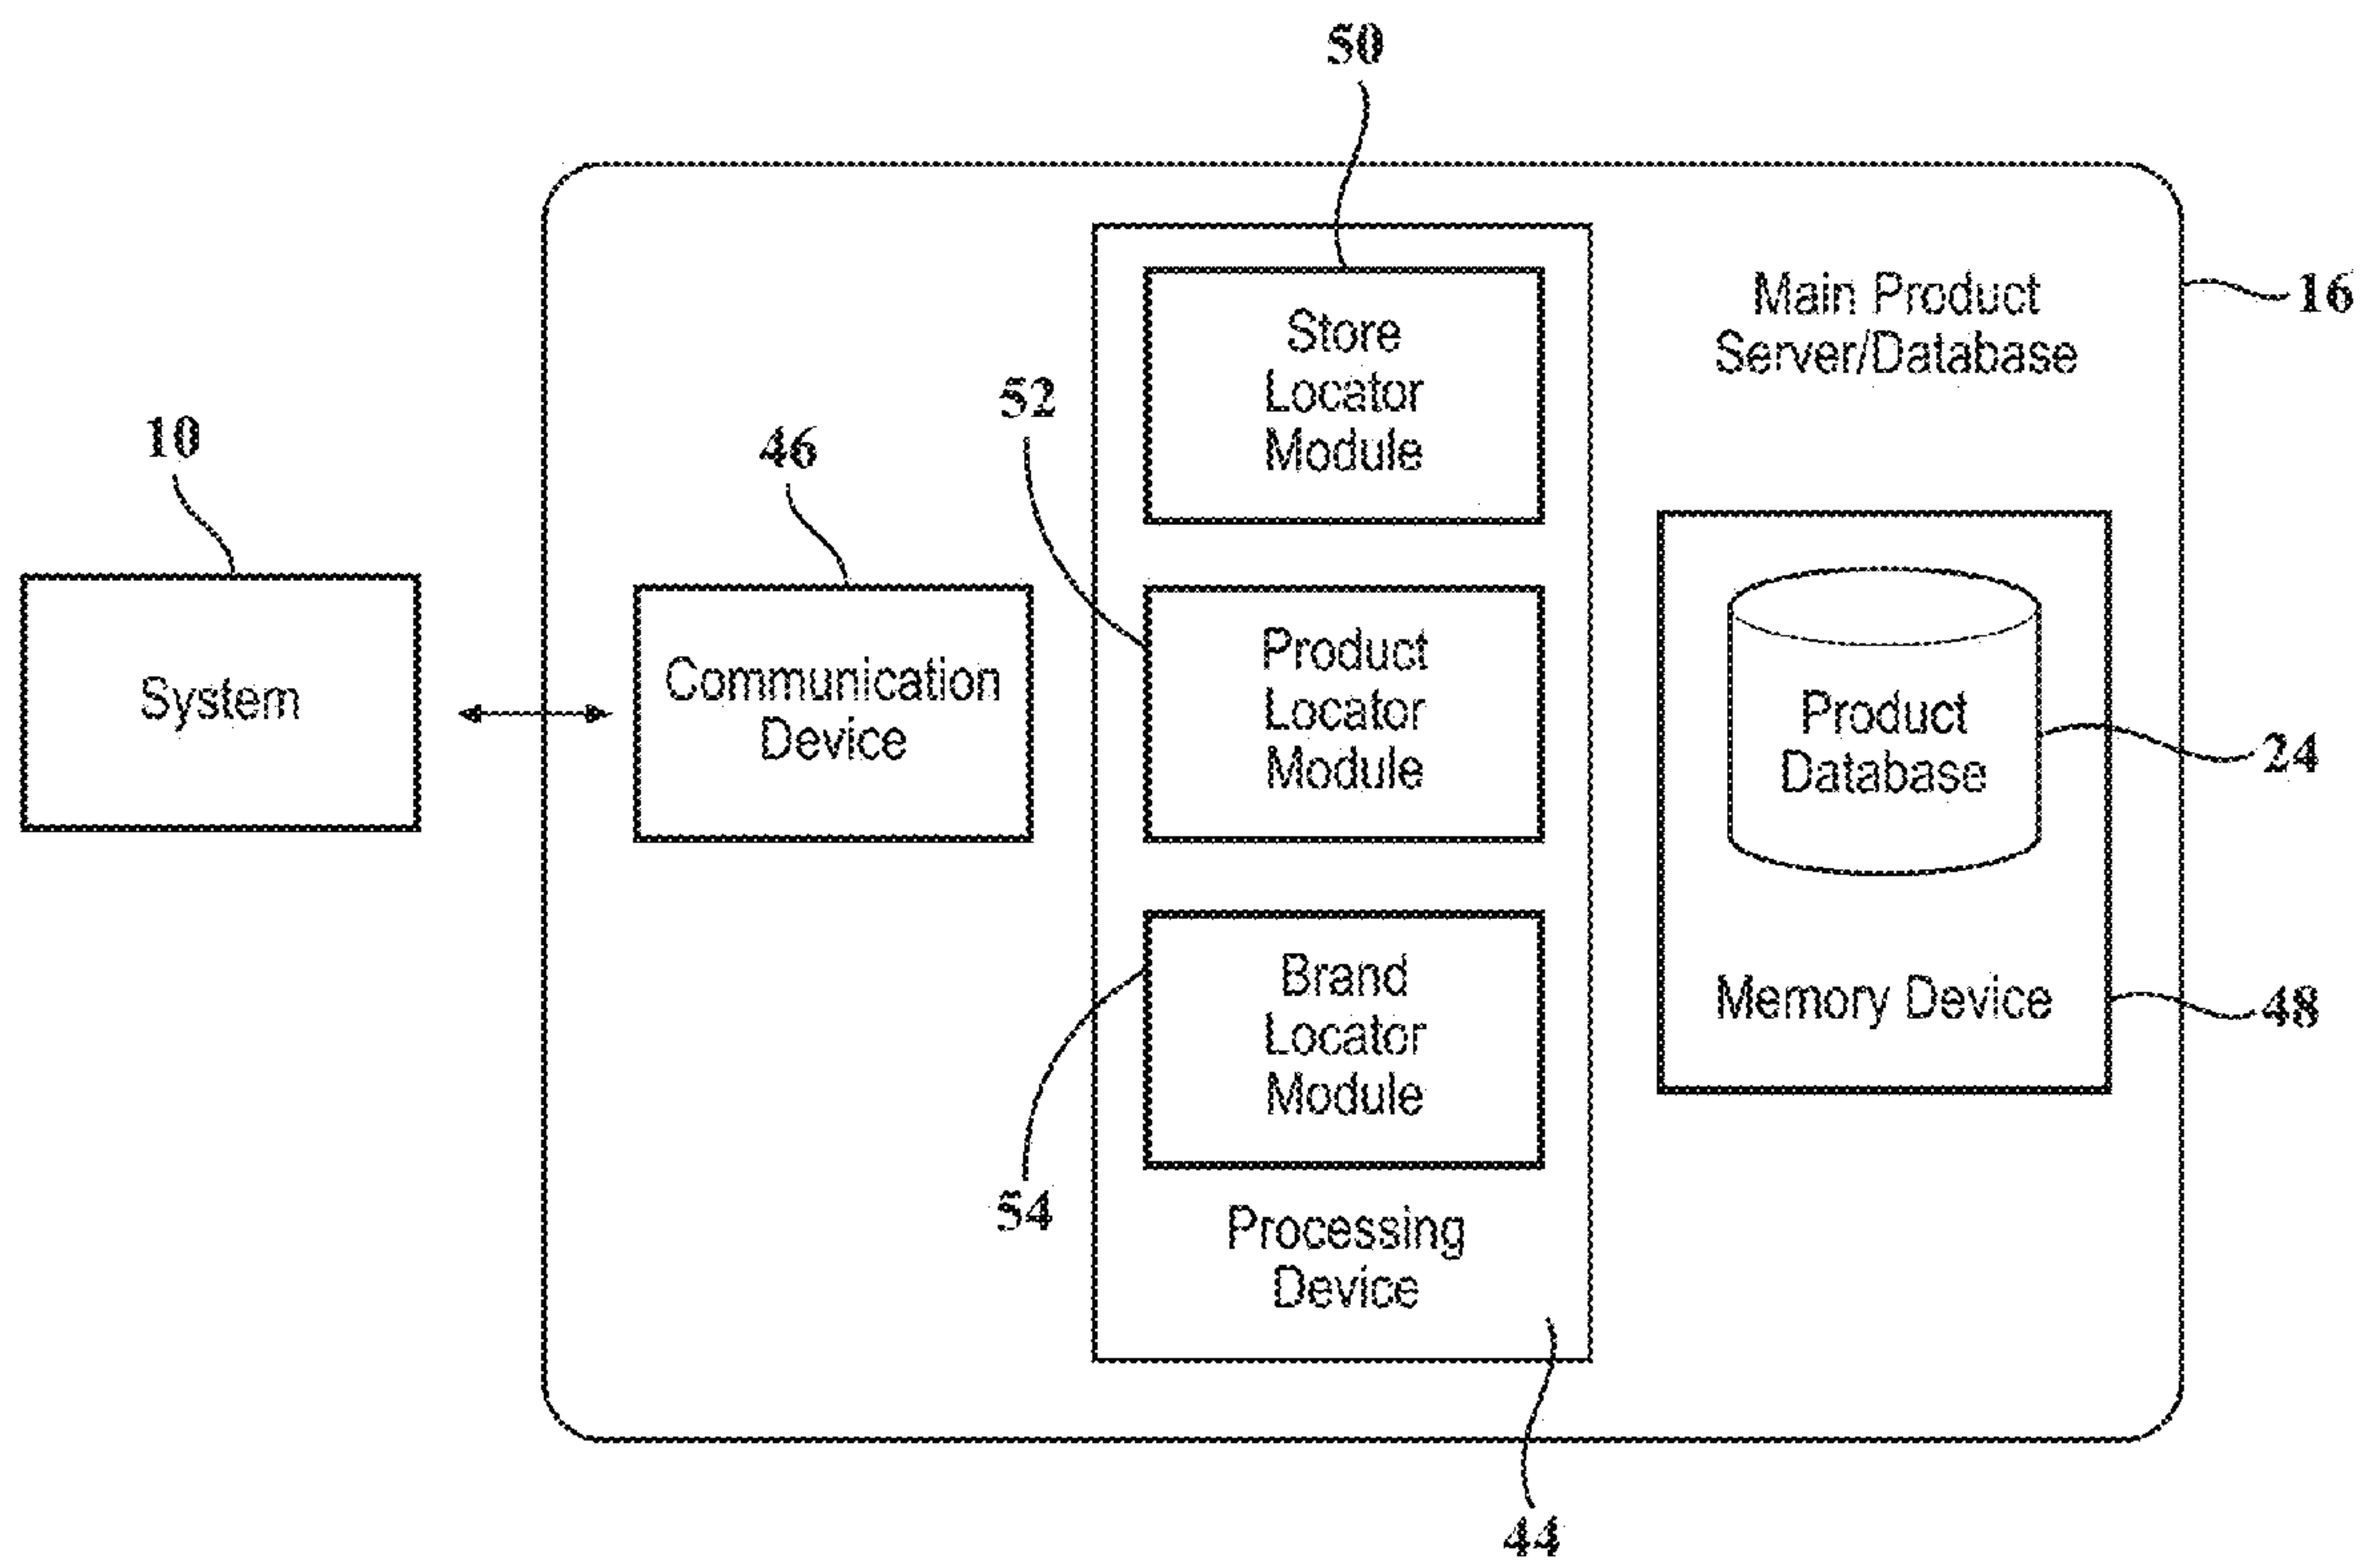 50
Store
Locator
Module
Main Product
Server/Database
16
52
10
46
System
Communication
Device
Product
Locator
Module
Product
Database
24
Brand
Locator
Module
Memory Device
48
54
Processing
Device
44